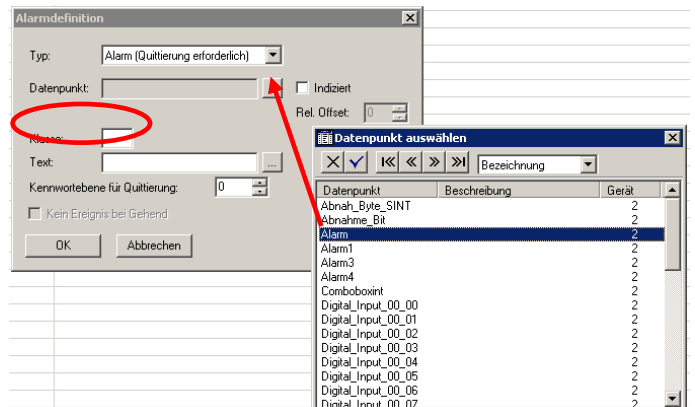 Alarmdefinition
Typ: Alarm (Quittierung erforderlich)
Datenpunkt: Indiziert
Rel. Offset: 0
Klasse:
Text: ...
Kennwortebene für Quittierung: 0
Kein Ereignis bei Gehend
OK Abbrechen
Datenpunkt auswählen
Bezeichnung
Datenpunkt Beschreibung Gerät
Abnah_Byte_SINT 2
Abnahme_Bit 2
Alarm 2
Alarm1 2
Alarm3 2
Alarm4 2
Comboboxint 2
Digital_Input_00_00 2
Digital_Input_00_01 2
Digital_Input_00_02 2
Digital_Input_00_03 2
Digital_Input_00_04 2
Digital_Input_00_05 2
Digital_Input_00_06 2
Digital_Input_00_07 2